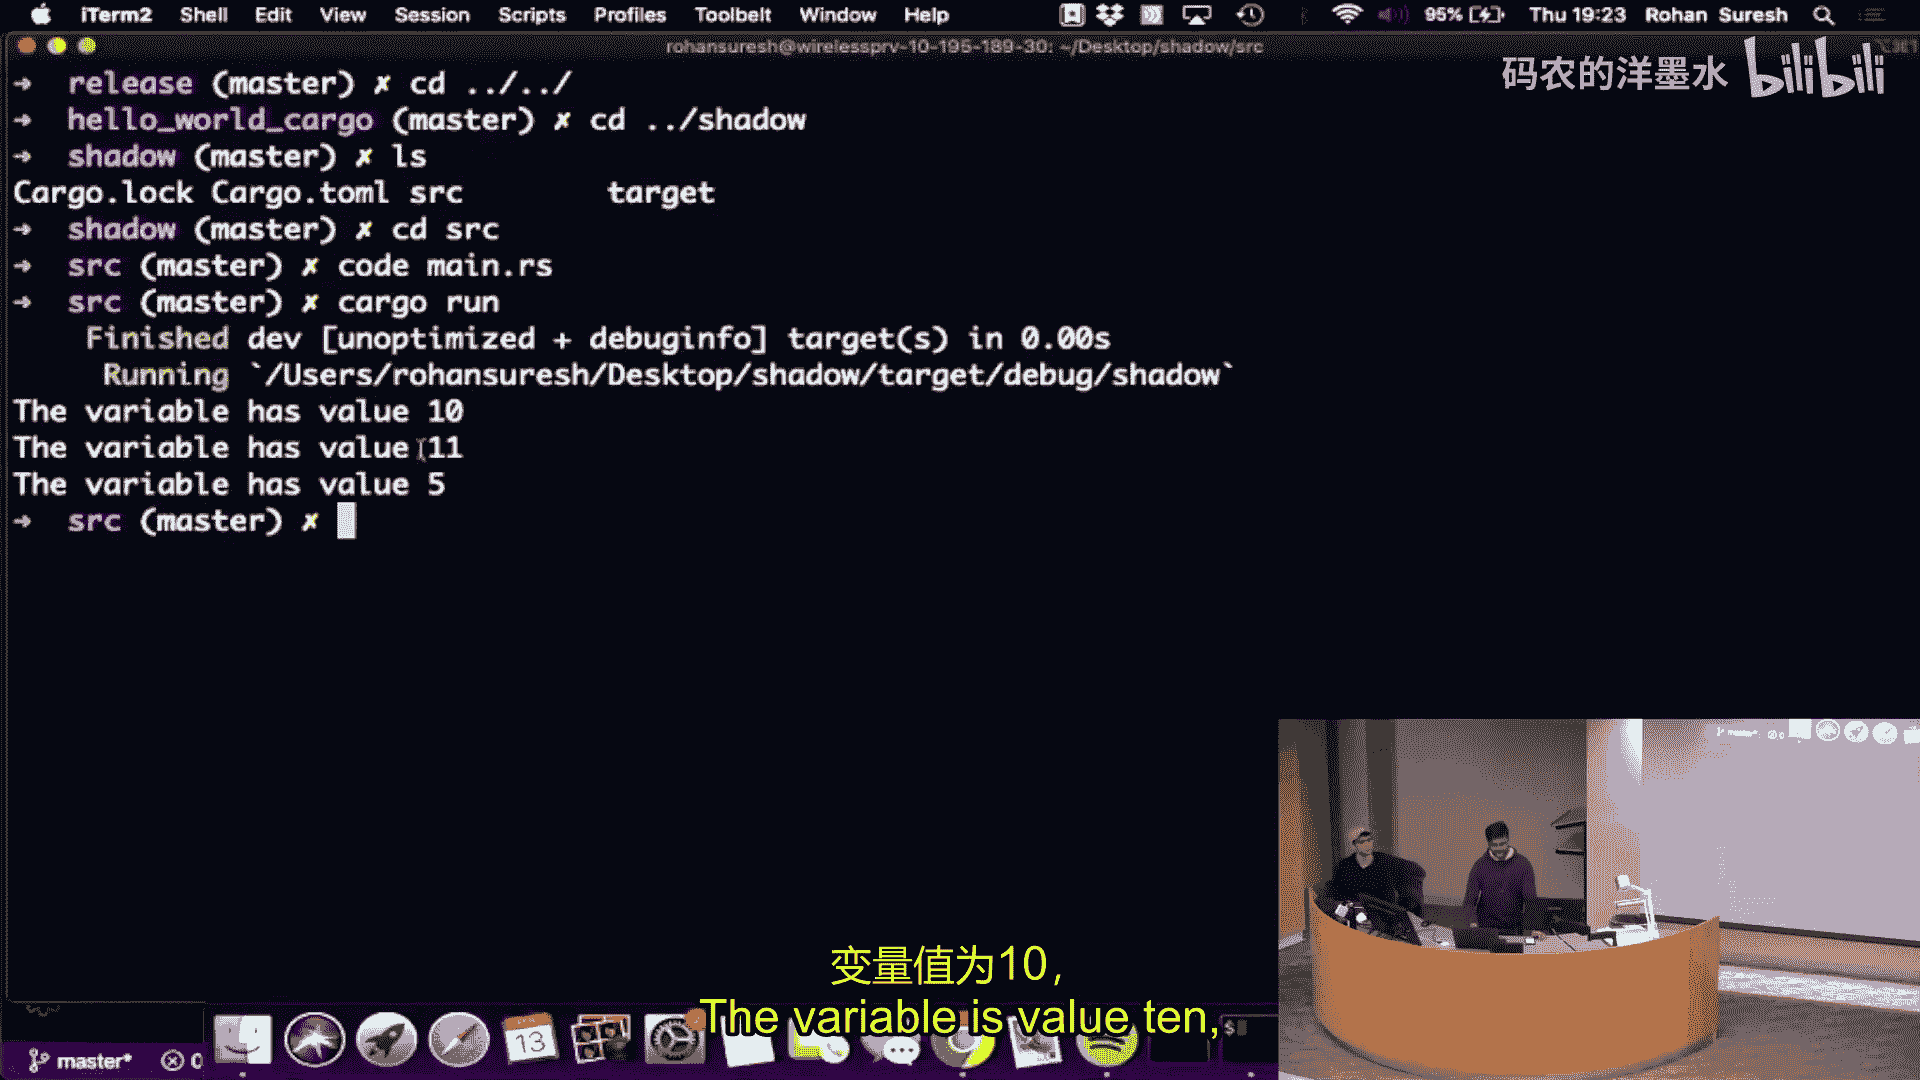 iTerm2 Shell Edit View Session Scripts Profiles Toolbelt Window Help 95% Thu 19:23 Rohan Suresh
rohansuresh@wirelessprv-10-195-189-30: ~/Desktop/shadow/src
码农的洋墨水 bilibili
→ release (master) ✗ cd ../../
→ hello_world_cargo (master) ✗ cd ../shadow
→ shadow (master) ✗ ls
Cargo.lock Cargo.toml src target
→ shadow (master) ✗ cd src
→ src (master) ✗ code main.rs
→ src (master) ✗ cargo run
Finished dev [unoptimized + debuginfo] target(s) in 0.00s
Running `/Users/rohansuresh/Desktop/shadow/target/debug/shadow`
The variable has value 10
The variable has value 11
The variable has value 5
→ src (master) ✗
变量值为10,
The variable is value ten,
13
master* 0